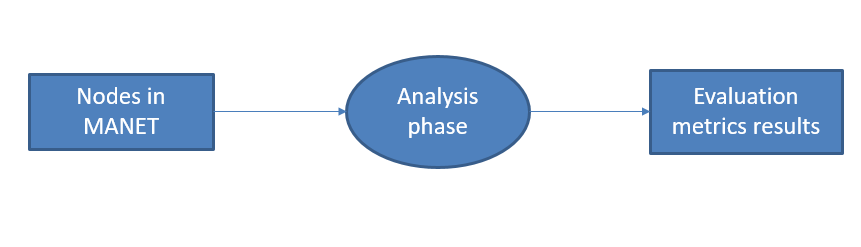 Nodes in
MANET
Analysis
phase
Evaluation
metrics results